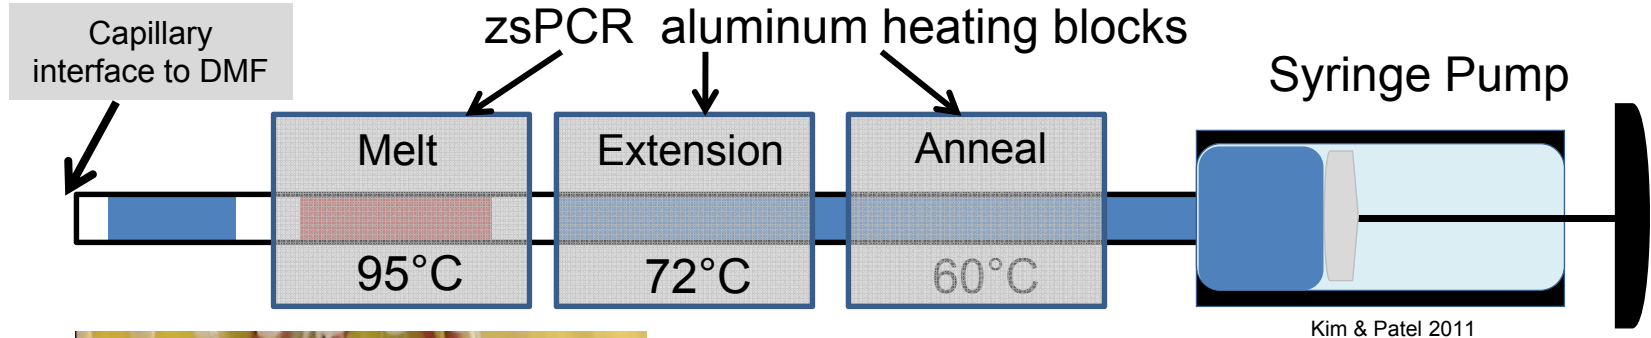 Capillary
interface to DMF
zsPCR aluminum heating blocks
Syringe Pump
Melt
Extension
Anneal
95°C
72°C
60°C
Kim & Patel 2011